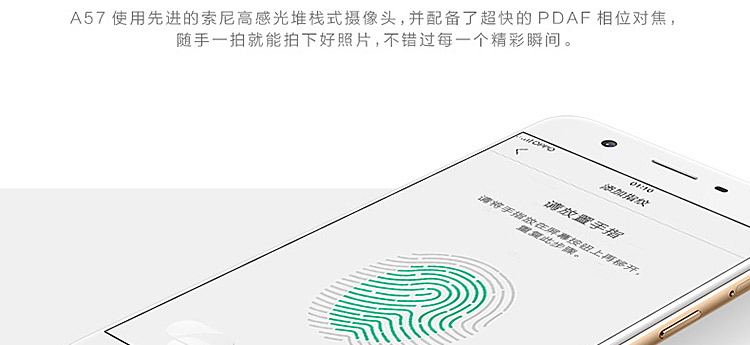 A57 使用先进的索尼高感光堆栈式摄像头,并配备了超快的 PDAF 相位对焦,
随手一拍就能拍下好照片,不错过每一个精彩瞬间。
OPPO
01:10
添加指纹
请放置手指
请将手指放在屏幕按钮上再移开,
重复此步骤。